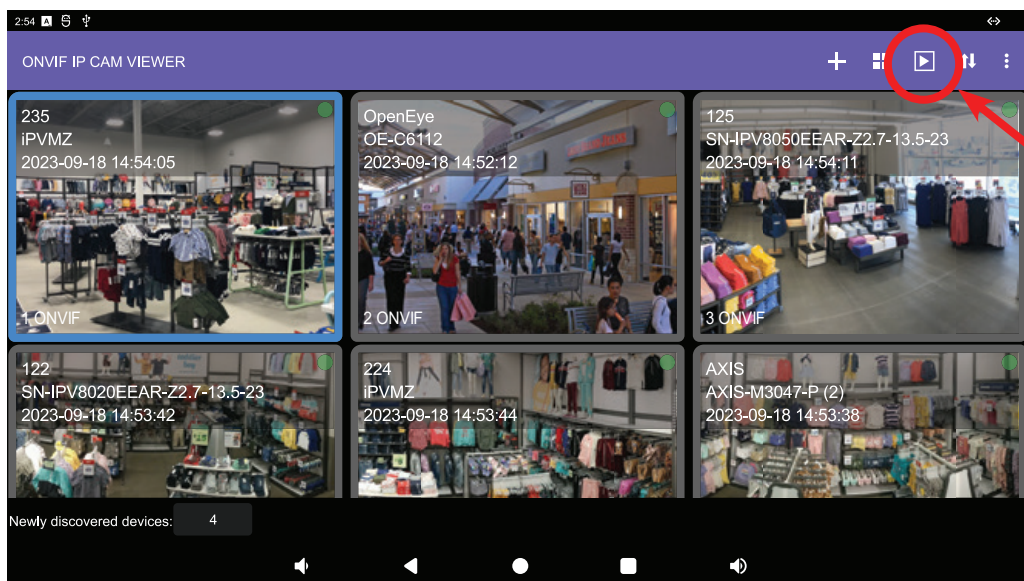 2:54 A
ONVIF IP CAM VIEWER
235
iPVMZ
2023-09-18 14:54:05
1 ONVIF
OpenEye
OE-C6112
2023-09-18 14:52:12
2 ONVIF
125
SN-IPV8050EEAR-Z2.7-13.5-23
2023-09-18 14:54:11
3 ONVIF
122
SN-IPV8020EEAR-Z2.7-13.5-23
2023-09-18 14:53:42
224
iPVMZ
2023-09-18 14:53:44
AXIS
AXIS-M3047-P (2)
2023-09-18 14:53:38
Newly discovered devices: 4